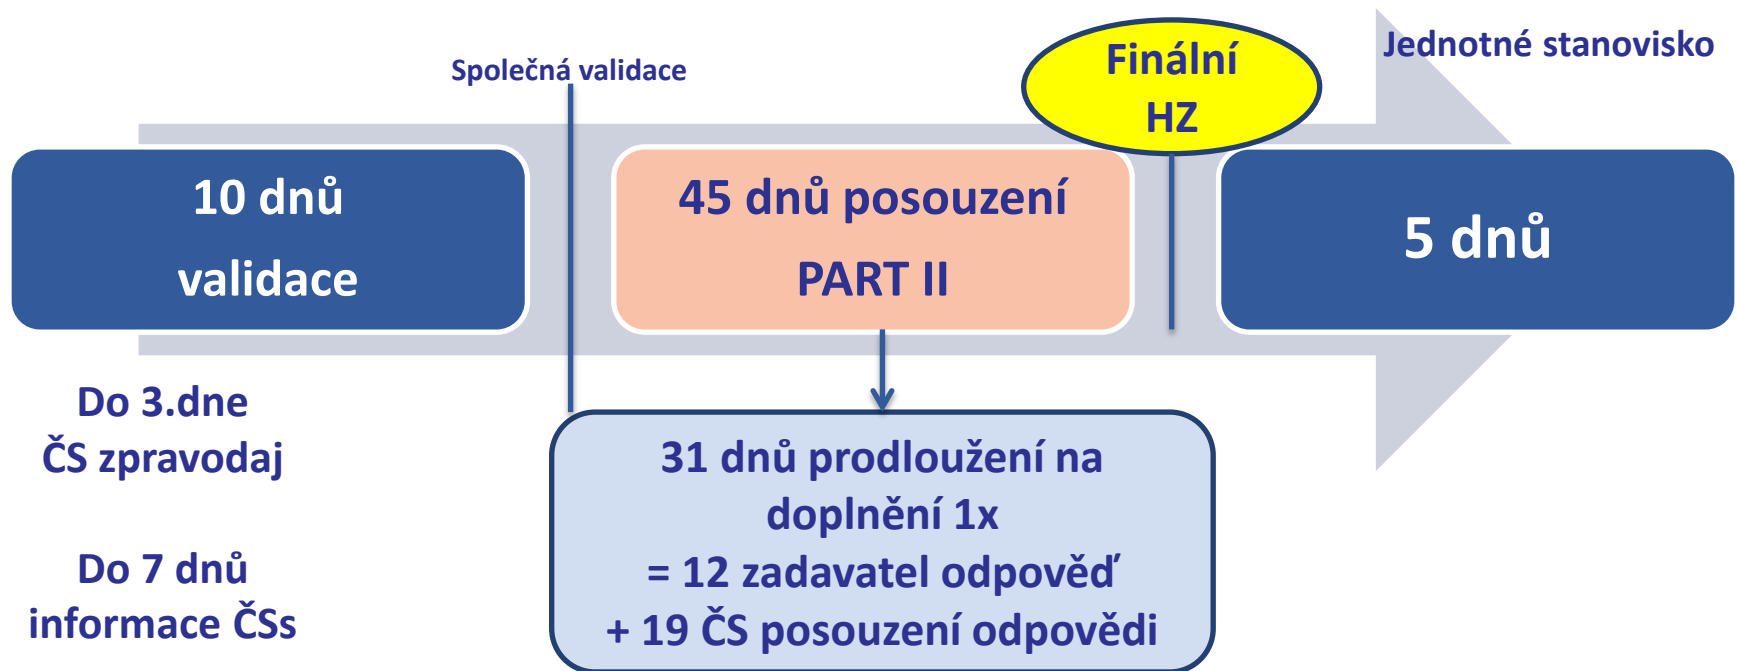 Společná validace
Finální
HZ
Jednotné stanovisko
10 dnů
validace
45 dnů posouzení
PART II
5 dnů
Do 3.dne
ČS zpravodaj
Do 7 dnů
informace ČSs
31 dnů prodloužení na
doplnění 1x
= 12 zadavatel odpověď
+ 19 ČS posouzení odpovědi